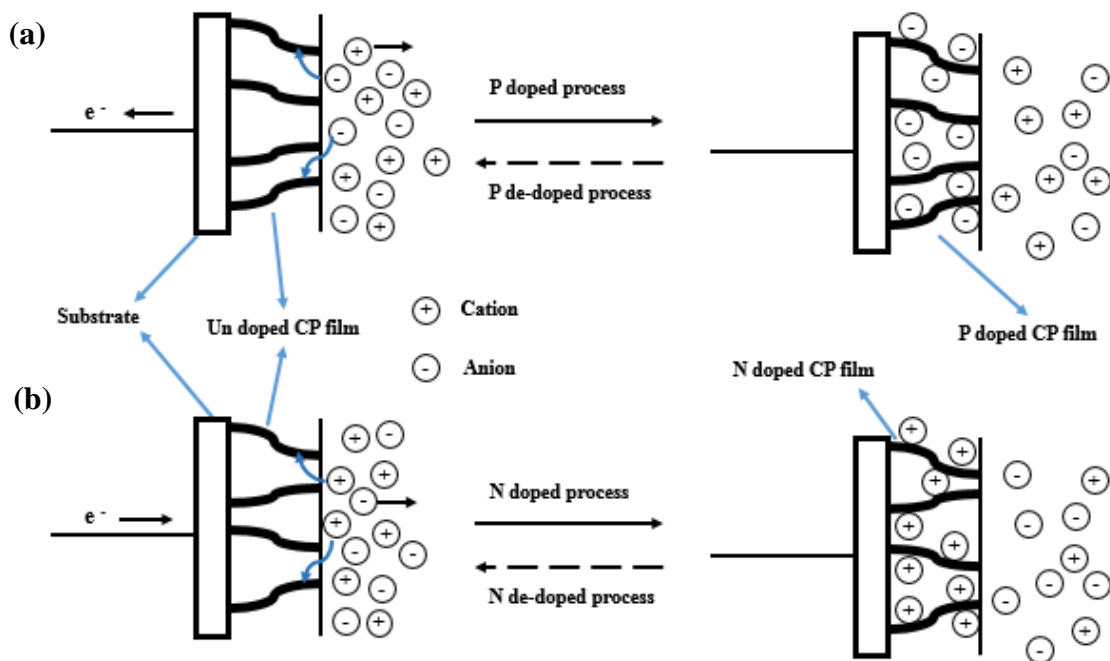 (a)
e -
P doped process
P de-doped process
Substrate
Un doped CP film
+ Cation
- Anion
P doped CP film
N doped CP film
(b)
e -
N doped process
N de-doped process